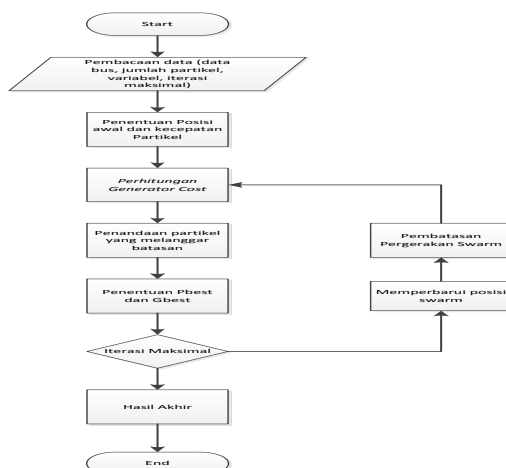 Start
Pembacaan data (data
bus, jumlah partikel,
variabel, iterasi
maksimal)
Penentuan Posisi
awal dan kecepatan
Partikel
Perhitungan
Generator Cost
Penandaan partikel
yang melanggar
batasan
Pembatasan
Pergerakan Swarm
Penentuan Pbest
dan Gbest
Memperbarui posisi
swarm
Iterasi Maksimal
Hasil Akhir
End